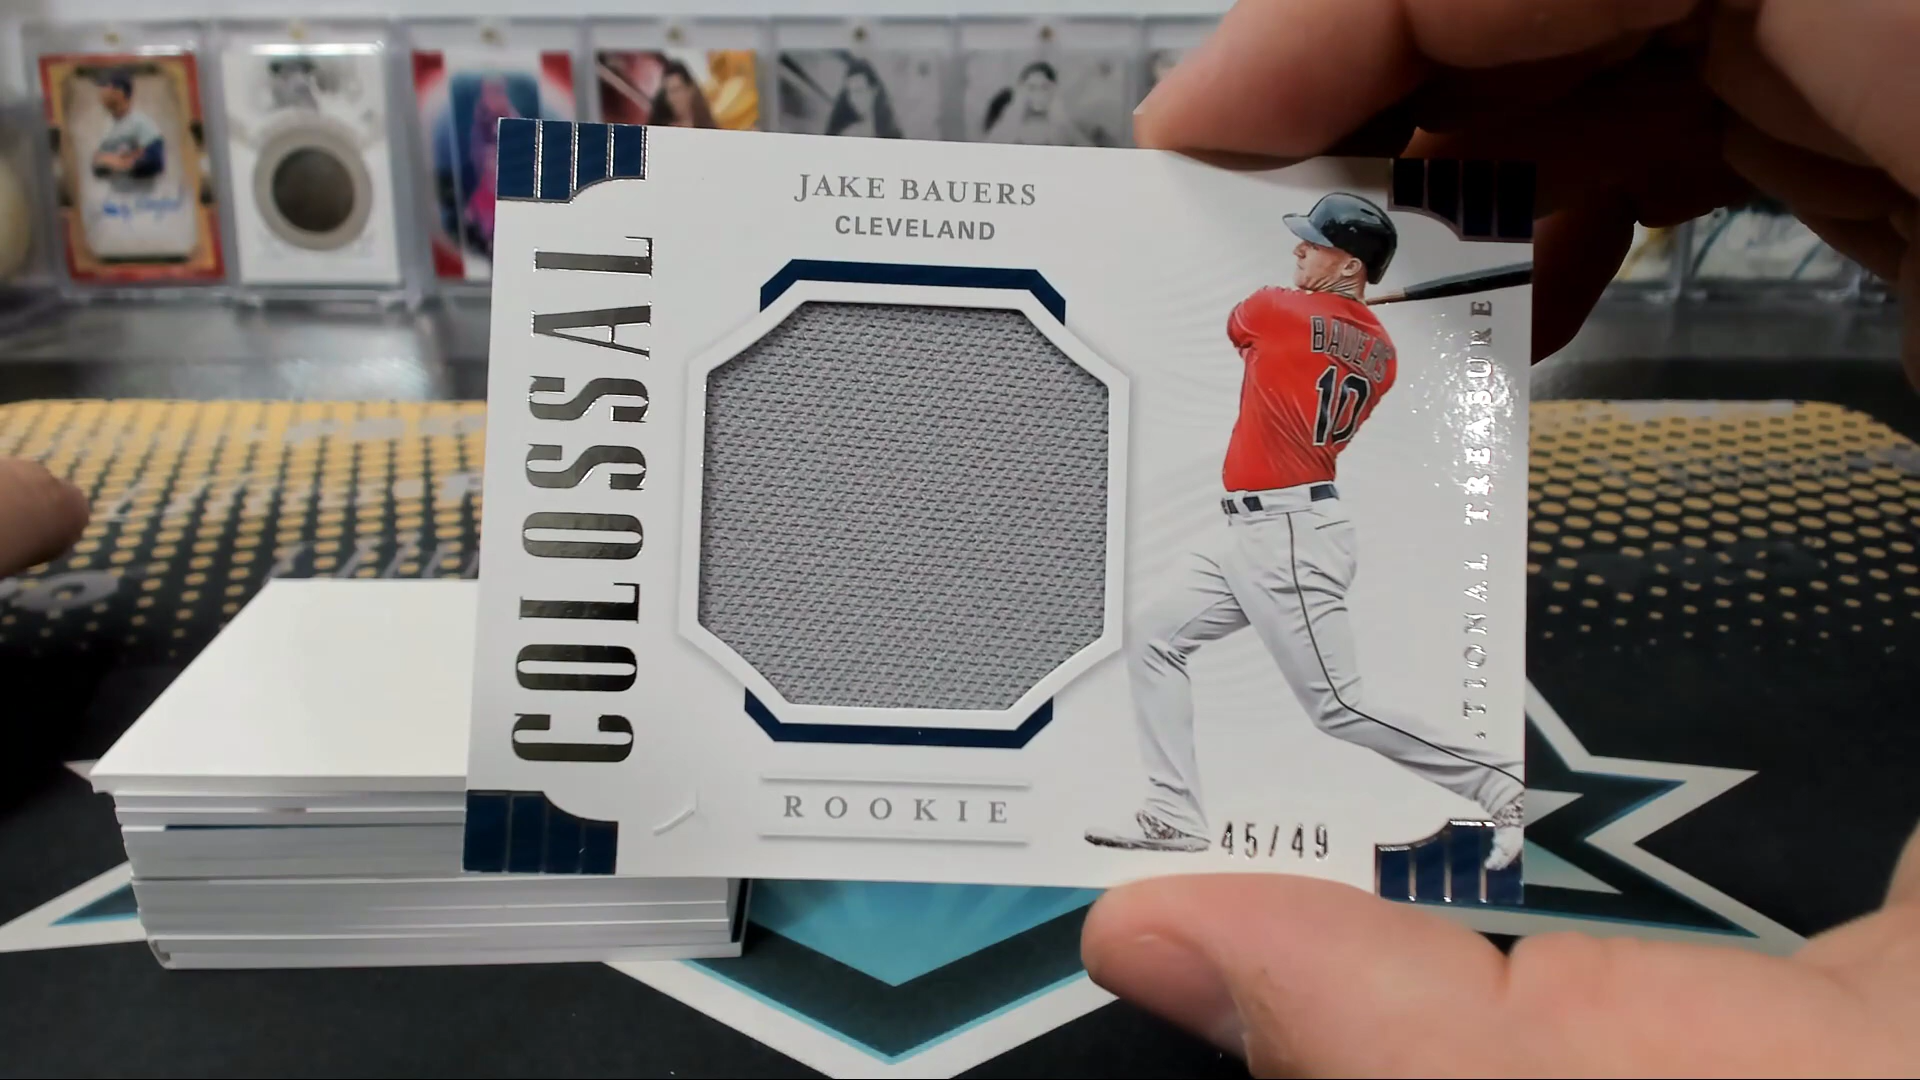 JAKE BAUERS
CLEVELAND
COLOSSAL
BAUERS
10
TIONAL TREASURE
ROOKIE
45/49